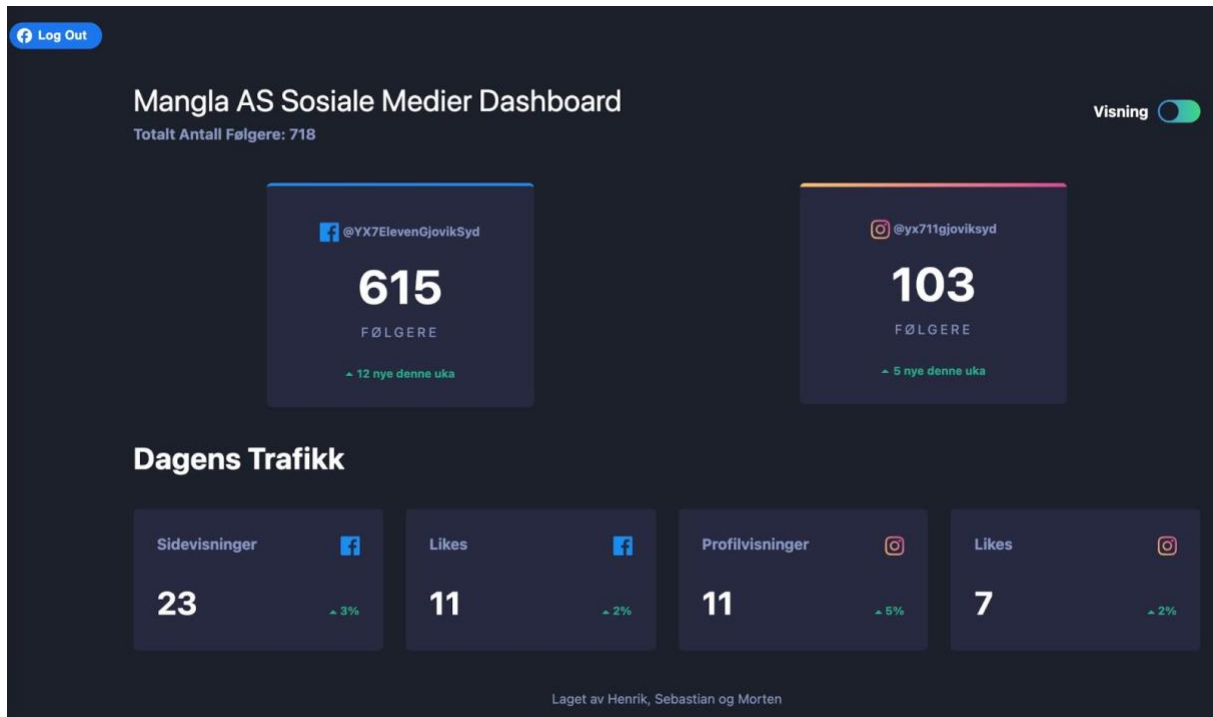 Log Out
Mangla AS Sosiale Medier Dashboard
Totalt Antall Følgere: 718
Visning
@YX7ElevenGjovikSyd
615
FØLGERE
12 nye denne uka
@yx711gjoviksyd
103
FØLGERE
5 nye denne uka
Dagens Trafikk
Sidevisninger
23
3%
Likes
11
2%
Profilvisninger
11
5%
Likes
7
2%
Laget av Henrik, Sebastian og Morten